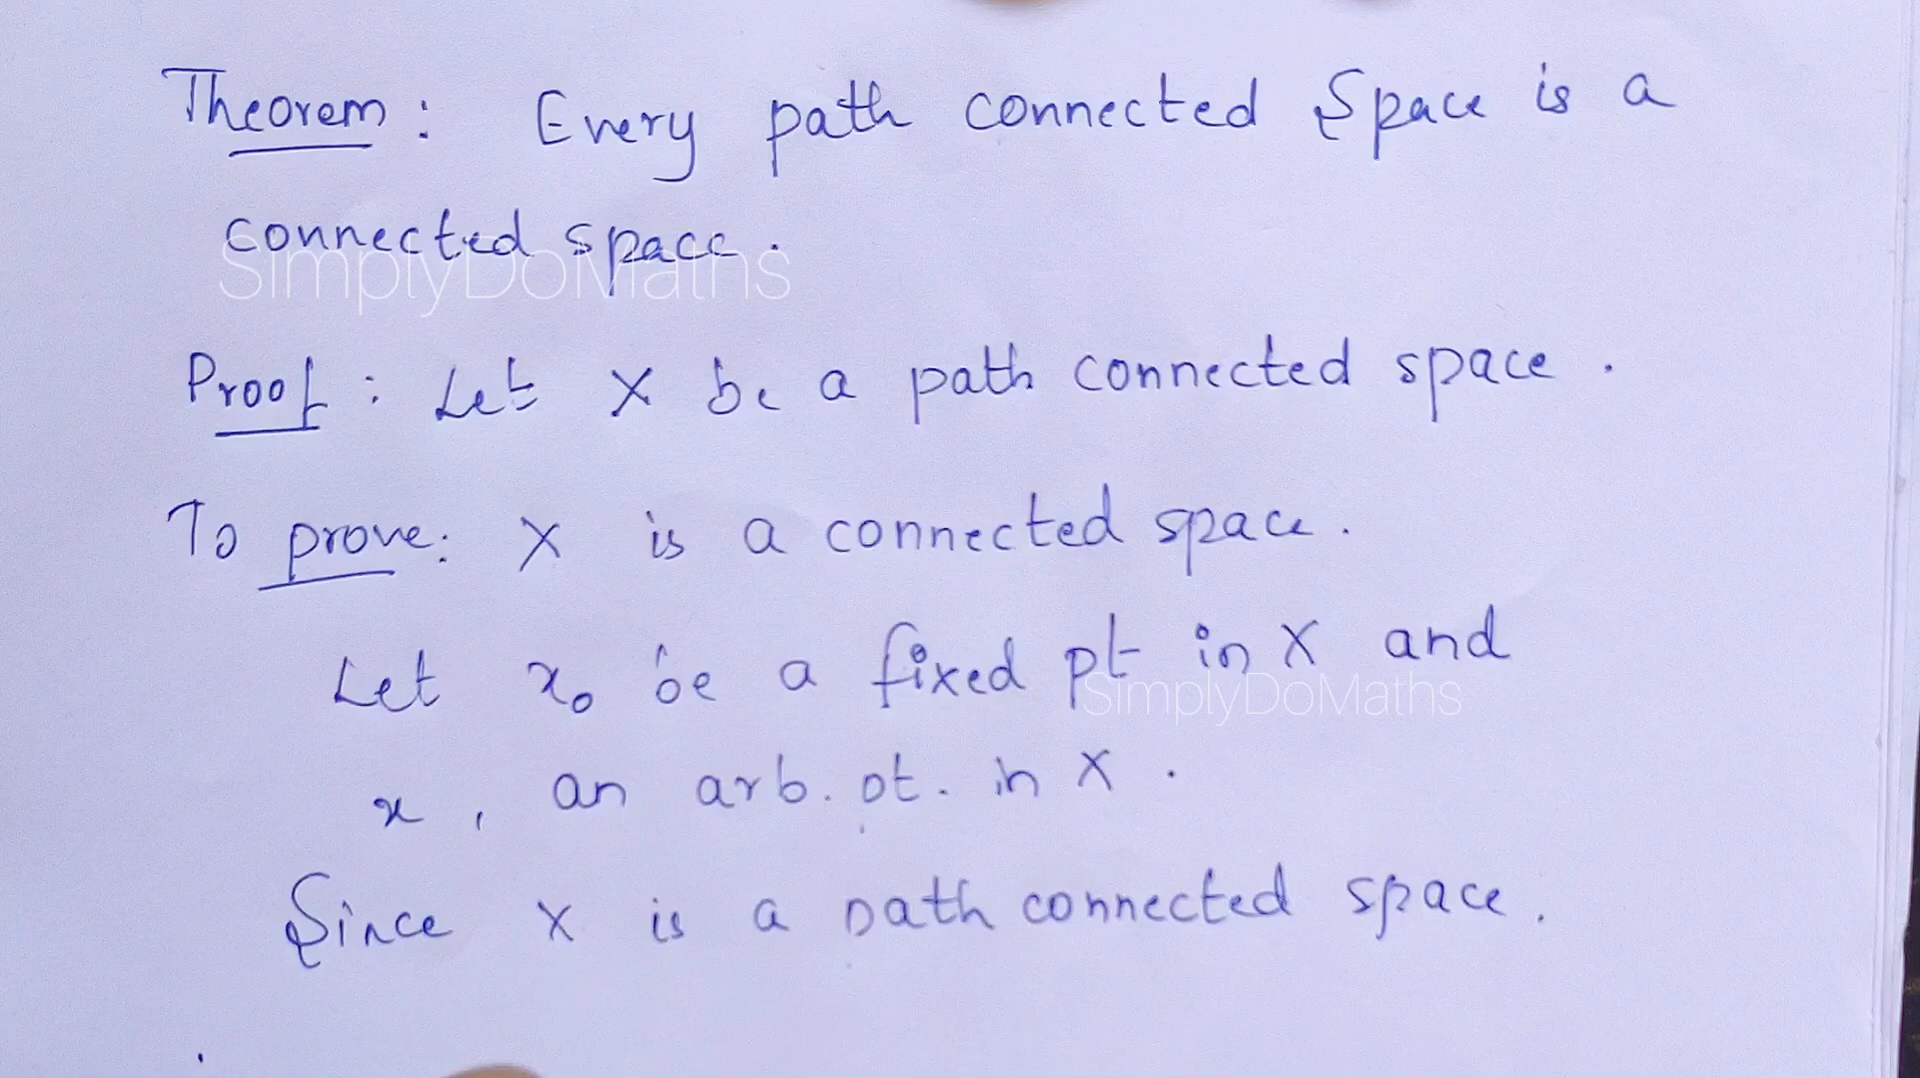 Theorem: Every path connected Space is a
connected space.
SimplyDoMaths
Proof: Let X be a path connected space.
To prove: X is a connected space.
Let x₀ be a fixed pt in X and
SimplyDoMaths
x, an arb. pt. in X.
Since X is a path connected space.